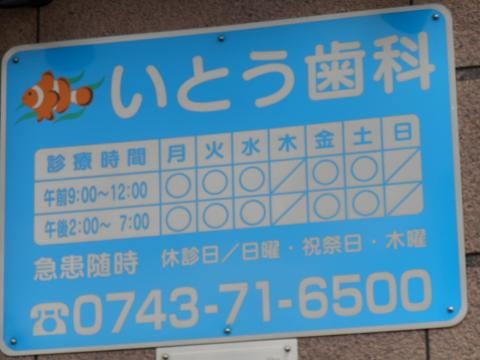 いとう歯科
診療時間 月 火 水 木 金 土 日
午前9:00～12:00 ○ ○ ○ ／ ○ ○ ／
午後2:00～ 7:00 ○ ○ ○ ／ ○ ○ ／
急患随時 休診日／日曜・祝祭日・木曜
☎0743-71-6500